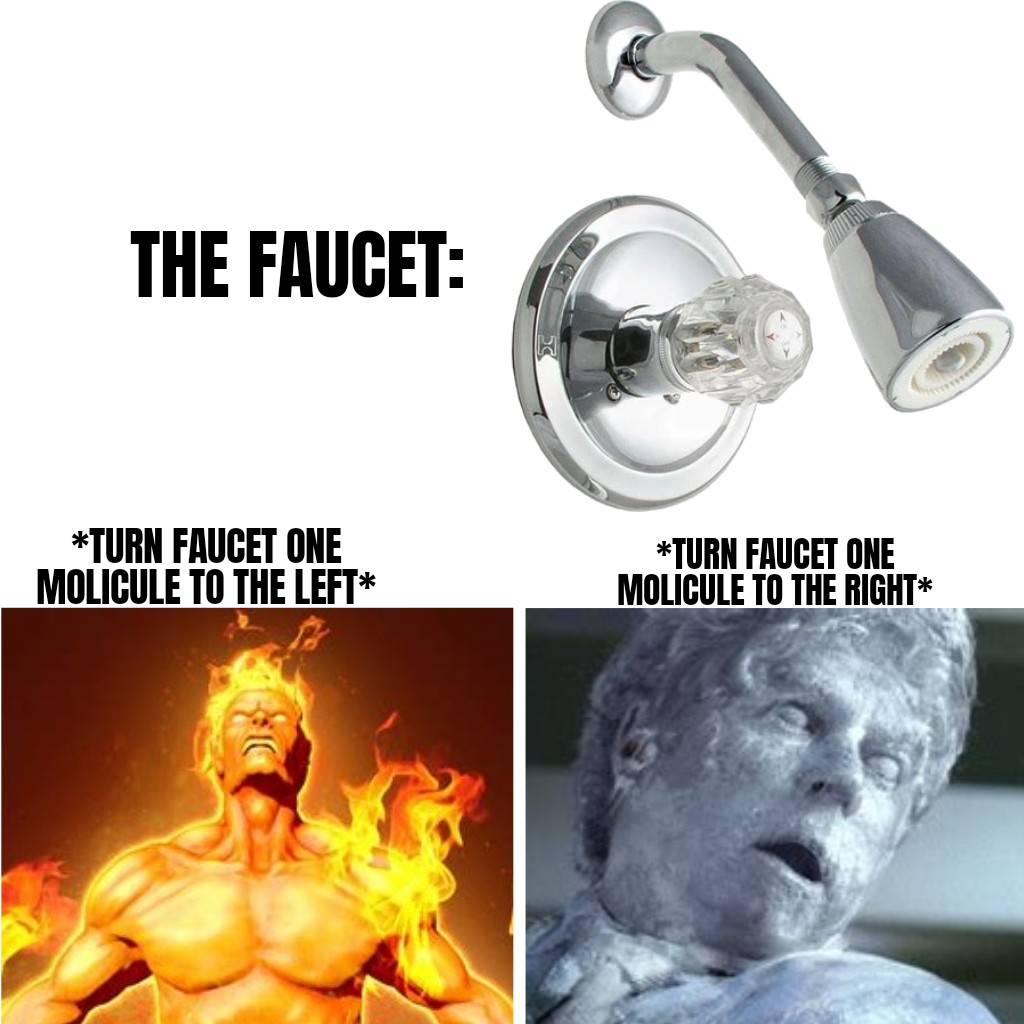 THE FAUCET:
*TURN FAUCET ONE
MOLICULE TO THE LEFT*
*TURN FAUCET ONE
MOLICULE TO THE RIGHT*